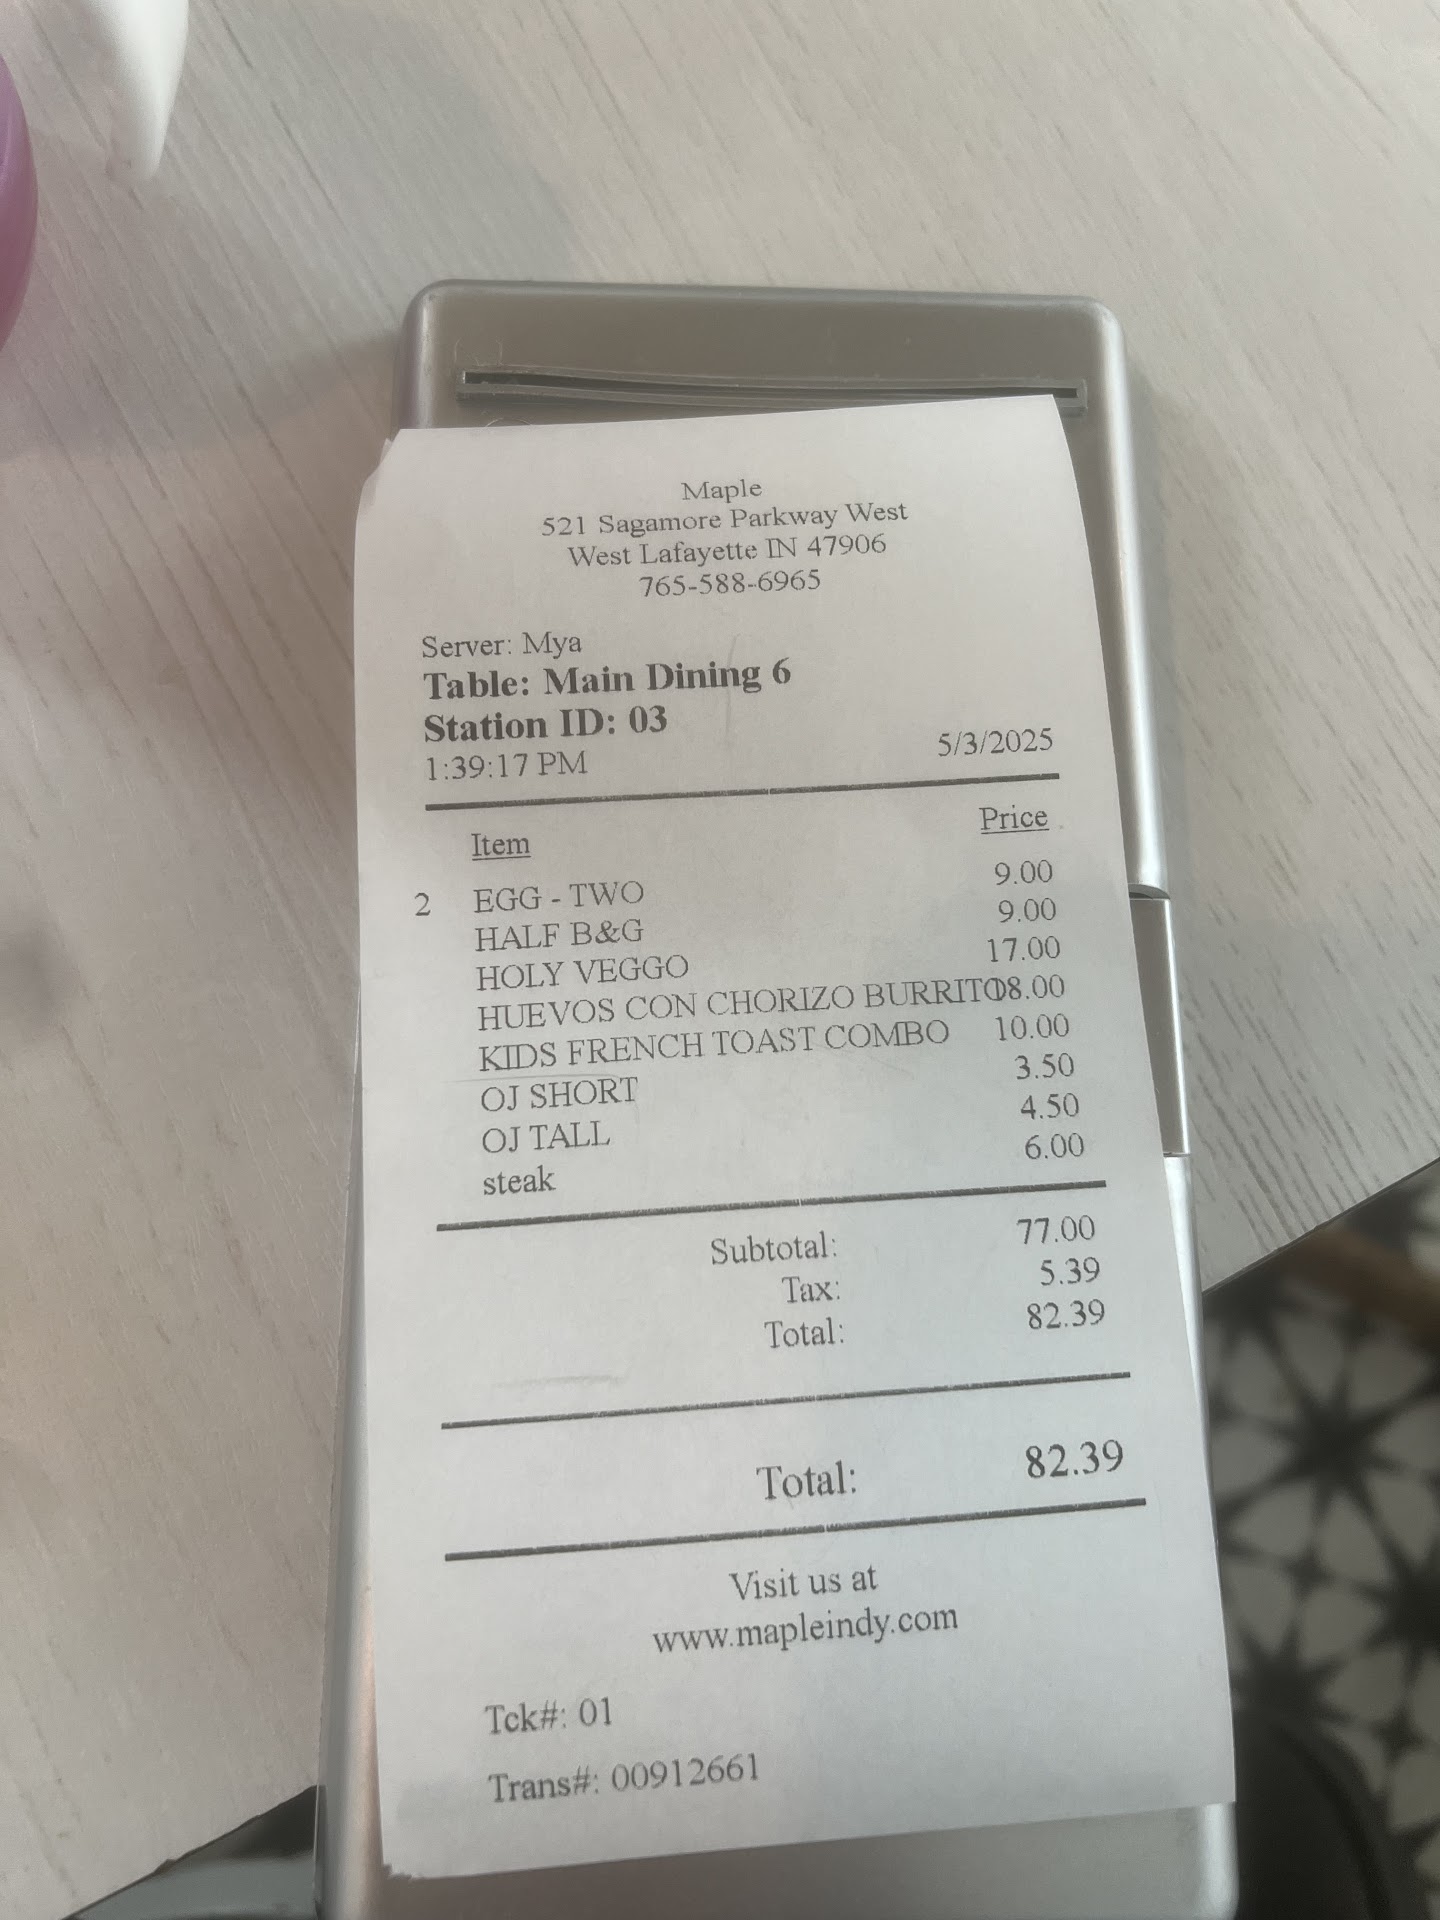 Maple
521 Sagamore Parkway West
West Lafayette IN 47906
765-588-6965
Server: Mya
Table: Main Dining 6
Station ID: 03
1:39:17 PM 5/3/2025
Item Price
2 EGG - TWO 9.00
HALF B&G 9.00
HOLY VEGGO 17.00
HUEVOS CON CHORIZO BURRITO 18.00
KIDS FRENCH TOAST COMBO 10.00
OJ SHORT 3.50
OJ TALL 4.50
steak 6.00
Subtotal: 77.00
Tax: 5.39
Total: 82.39
Total: 82.39
Visit us at
www.mapleindy.com
Tck#: 01
Trans#: 00912661